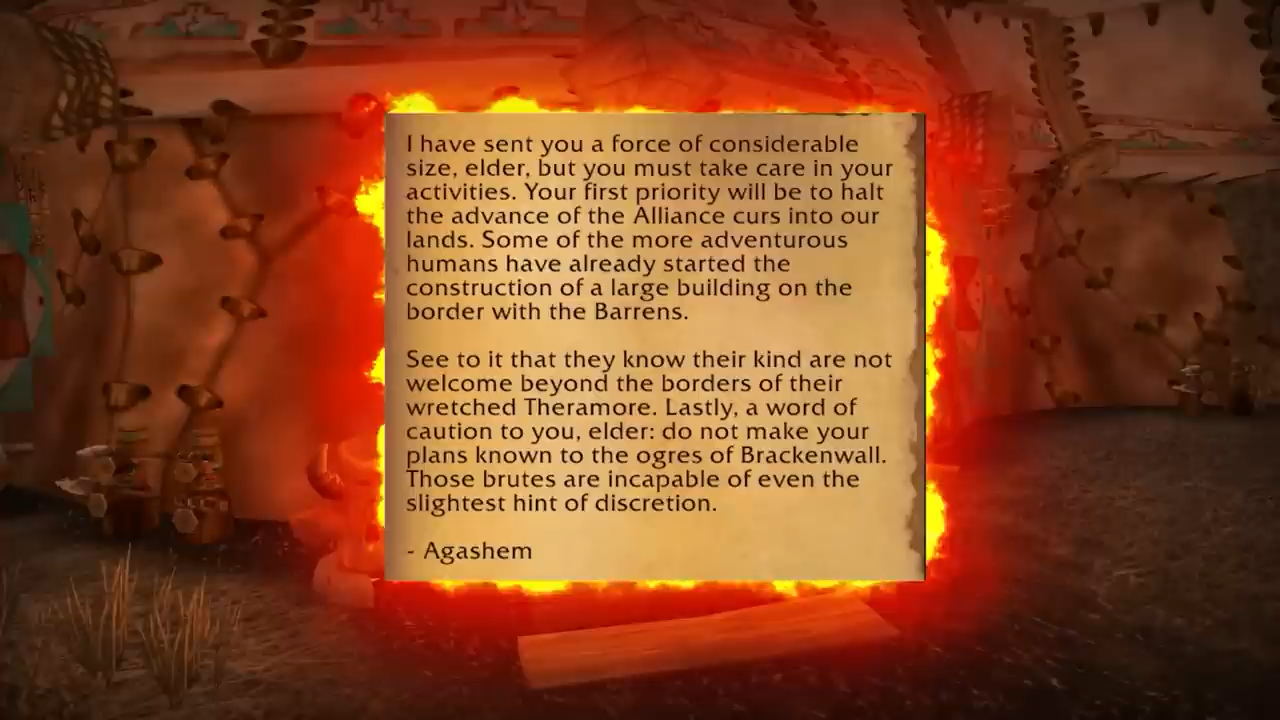 I have sent you a force of considerable
size, elder, but you must take care in your
activities. Your first priority will be to halt
the advance of the Alliance curs into our
lands. Some of the more adventurous
humans have already started the
construction of a large building on the
border with the Barrens.
See to it that they know their kind are not
welcome beyond the borders of their
wretched Theramore. Lastly, a word of
caution to you, elder: do not make your
plans known to the ogres of Brackenwall.
Those brutes are incapable of even the
slightest hint of discretion.
- Agashem